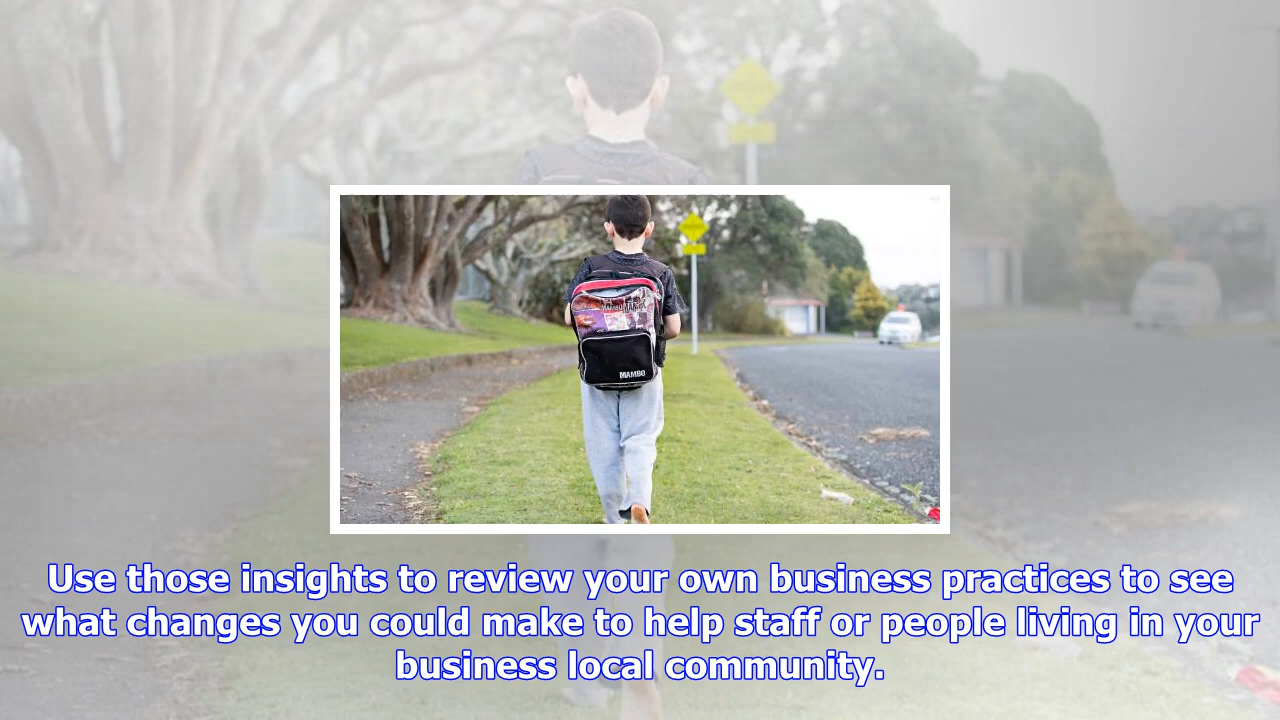 MAMBO
Use those insights to review your own business practices to see
what changes you could make to help staff or people living in your
business local community.